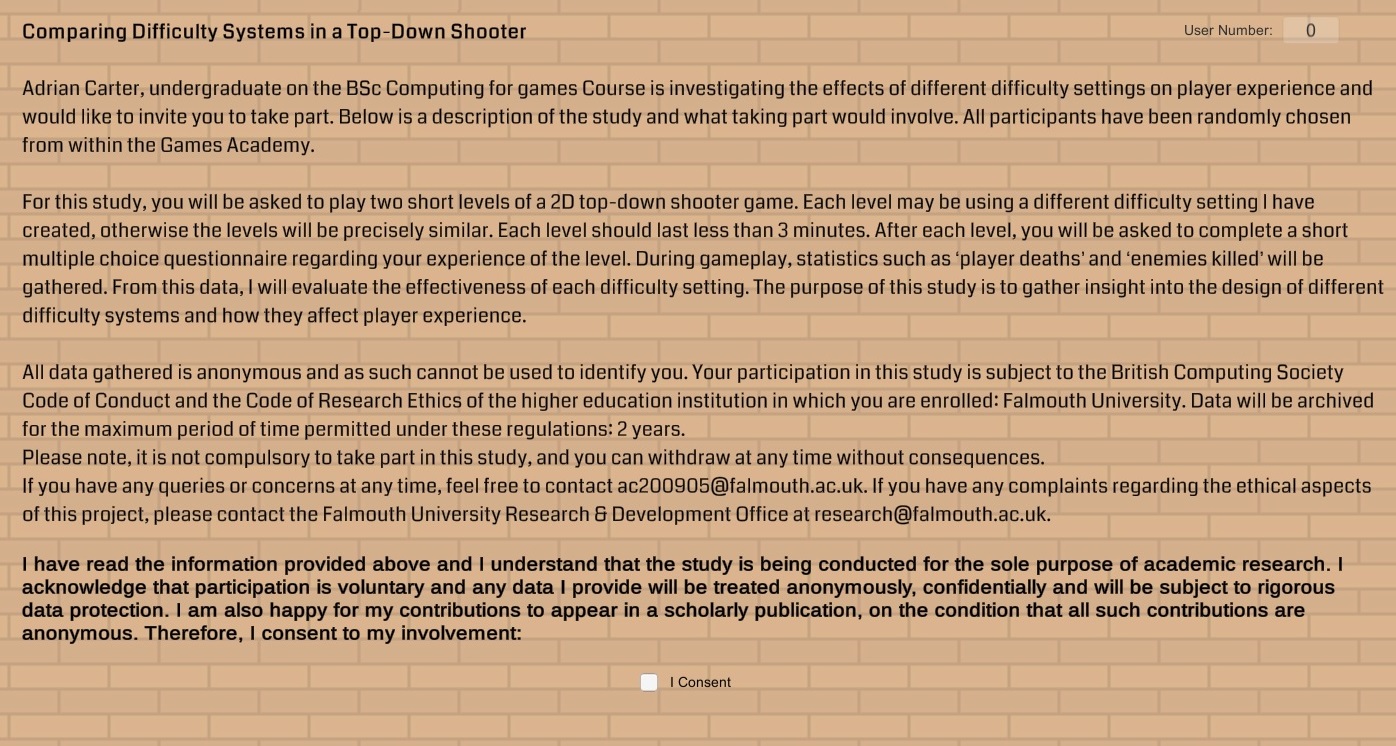 Comparing Difficulty Systems in a Top-Down Shooter
User Number: 0
Adrian Carter, undergraduate on the BSc Computing for games Course is investigating the effects of different difficulty settings on player experience and
would like to invite you to take part. Below is a description of the study and what taking part would involve. All participants have been randomly chosen
from within the Games Academy.
For this study, you will be asked to play two short levels of a 2D top-down shooter game. Each level may be using a different difficulty setting I have
created, otherwise the levels will be precisely similar. Each level should last less than 3 minutes. After each level, you will be asked to complete a short
multiple choice questionnaire regarding your experience of the level. During gameplay, statistics such as ‘player deaths’ and ‘enemies killed’ will be
gathered. From this data, I will evaluate the effectiveness of each difficulty setting. The purpose of this study is to gather insight into the design of different
difficulty systems and how they affect player experience.
All data gathered is anonymous and as such cannot be used to identify you. Your participation in this study is subject to the British Computing Society
Code of Conduct and the Code of Research Ethics of the higher education institution in which you are enrolled: Falmouth University. Data will be archived
for the maximum period of time permitted under these regulations: 2 years.
Please note, it is not compulsory to take part in this study, and you can withdraw at any time without consequences.
If you have any queries or concerns at any time, feel free to contact ac200905@falmouth.ac.uk. If you have any complaints regarding the ethical aspects
of this project, please contact the Falmouth University Research & Development Office at research@falmouth.ac.uk.
I have read the information provided above and I understand that the study is being conducted for the sole purpose of academic research. I
acknowledge that participation is voluntary and any data I provide will be treated anonymously, confidentially and will be subject to rigorous
data protection. I am also happy for my contributions to appear in a scholarly publication, on the condition that all such contributions are
anonymous. Therefore, I consent to my involvement:
I Consent